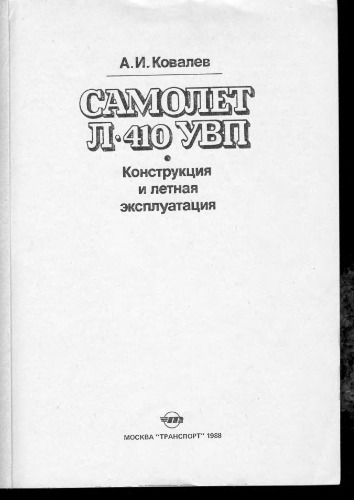 А.И.Ковалев
САМОЛЕТ
Л·410 УВП
Конструкция
и летная
эксплуатация
МОСКВА "ТРАНСПОРТ" 1988